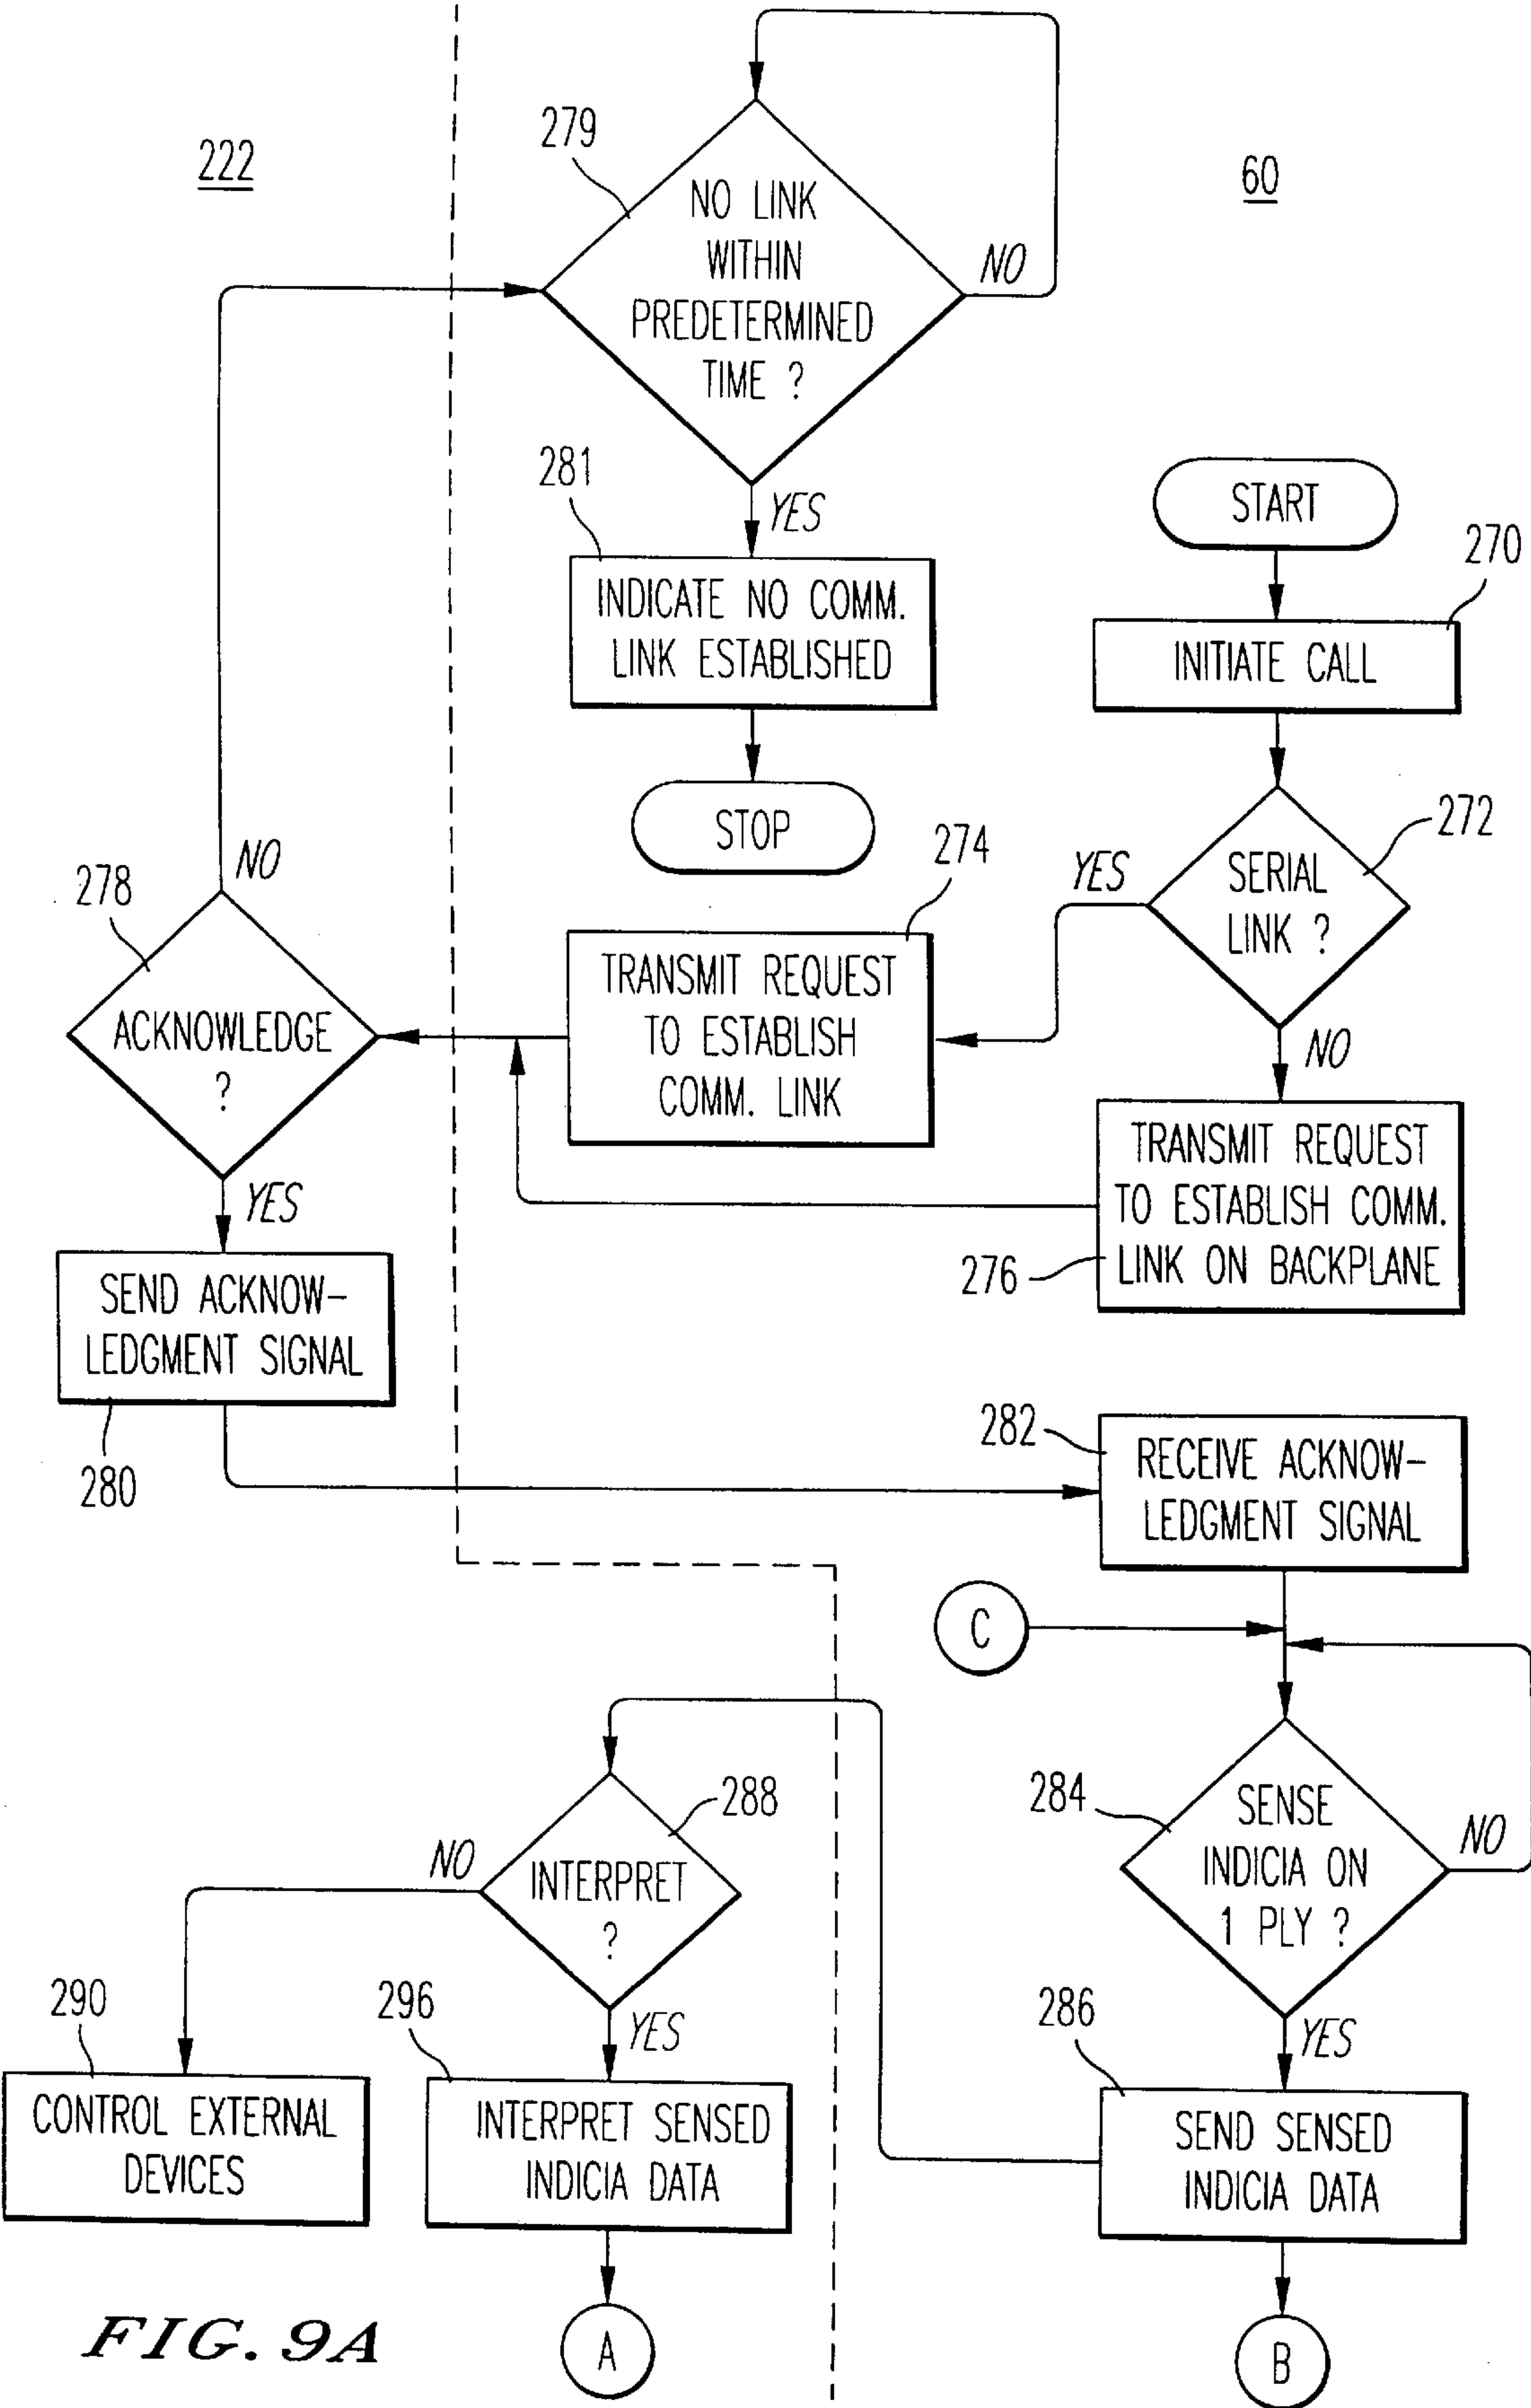 222
60
279
NO LINK
WITHIN
PREDETERMINED
TIME ?
NO
YES
281
INDICATE NO COMM.
LINK ESTABLISHED
STOP
START
270
INITIATE CALL
272
SERIAL
LINK ?
YES
NO
274
TRANSMIT REQUEST
TO ESTABLISH
COMM. LINK
276
TRANSMIT REQUEST
TO ESTABLISH COMM.
LINK ON BACKPLANE
278
NO
ACKNOWLEDGE
?
YES
SEND ACKNOW-
LEDGMENT SIGNAL
280
282
RECEIVE ACKNOW-
LEDGMENT SIGNAL
C
284
SENSE
INDICIA ON
1 PLY ?
NO
YES
286
SEND SENSED
INDICIA DATA
B
288
INTERPRET
?
NO
YES
290
CONTROL EXTERNAL
DEVICES
296
INTERPRET SENSED
INDICIA DATA
A
FIG. 9A